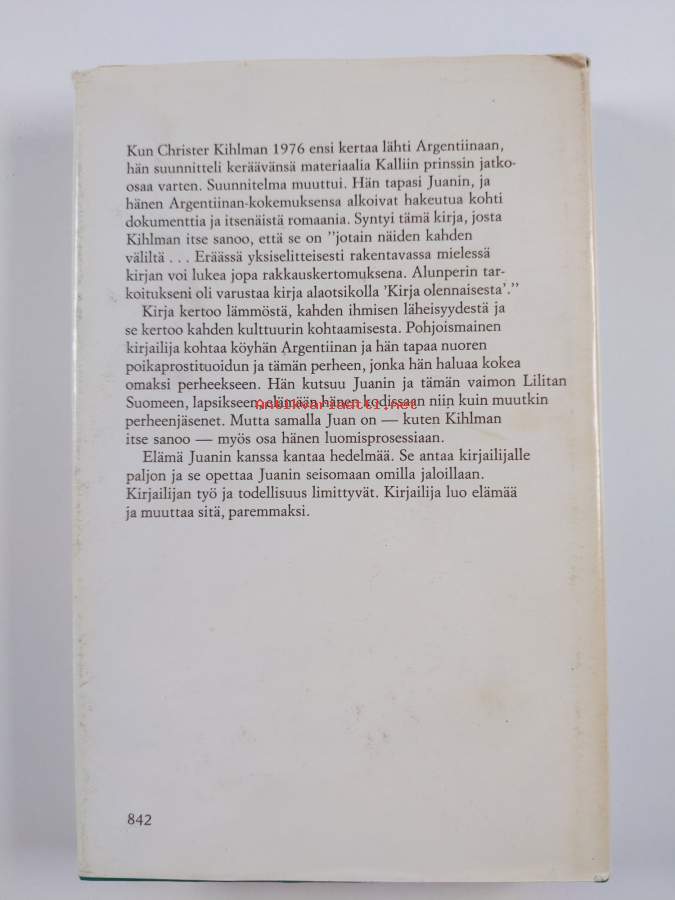 Kun Christer Kihlman 1976 ensi kertaa lähti Argentiinaan,
hän suunnitteli keräävänsä materiaalia Kalliin prinssin jatko-
osaa varten. Suunnitelma muuttui. Hän tapasi Juanin, ja
hänen Argentiinan-kokemuksensa alkoivat hakeutua kohti
dokumenttia ja itsenäistä romaania. Syntyi tämä kirja, josta
Kihlman itse sanoo, että se on "jotain näiden kahden
väliltä . . . Eräässä yksiselitteisesti rakentavassa mielessä
kirjan voi lukea jopa rakkauskertomuksena. Alunperin tar-
koitukseni oli varustaa kirja alaotsikolla 'Kirja olennaisesta'."
Kirja kertoo lämmöstä, kahden ihmisen läheisyydestä ja
se kertoo kahden kulttuurin kohtaamisesta. Pohjoismainen
kirjailija kohtaa köyhän Argentiinan ja hän tapaa nuoren
poikaprostituoidun ja tämän perheen, jonka hän haluaa kokea
omaksi perheekseen. Hän kutsuu Juanin ja tämän vaimon Lilitan
Suomeen, lapsikseen, elämään hänen kodissaan niin kuin muutkin
Antikvariaatti.net
perheenjäsenet. Mutta samalla Juan on — kuten Kihlman
itse sanoo — myös osa hänen luomisprosessiaan.
Elämä Juanin kanssa kantaa hedelmää. Se antaa kirjailijalle
paljon ja se opettaa Juanin seisomaan omilla jaloillaan.
Kirjailijan työ ja todellisuus limittyvät. Kirjailija luo elämää
ja muuttaa sitä, paremmaksi.
842